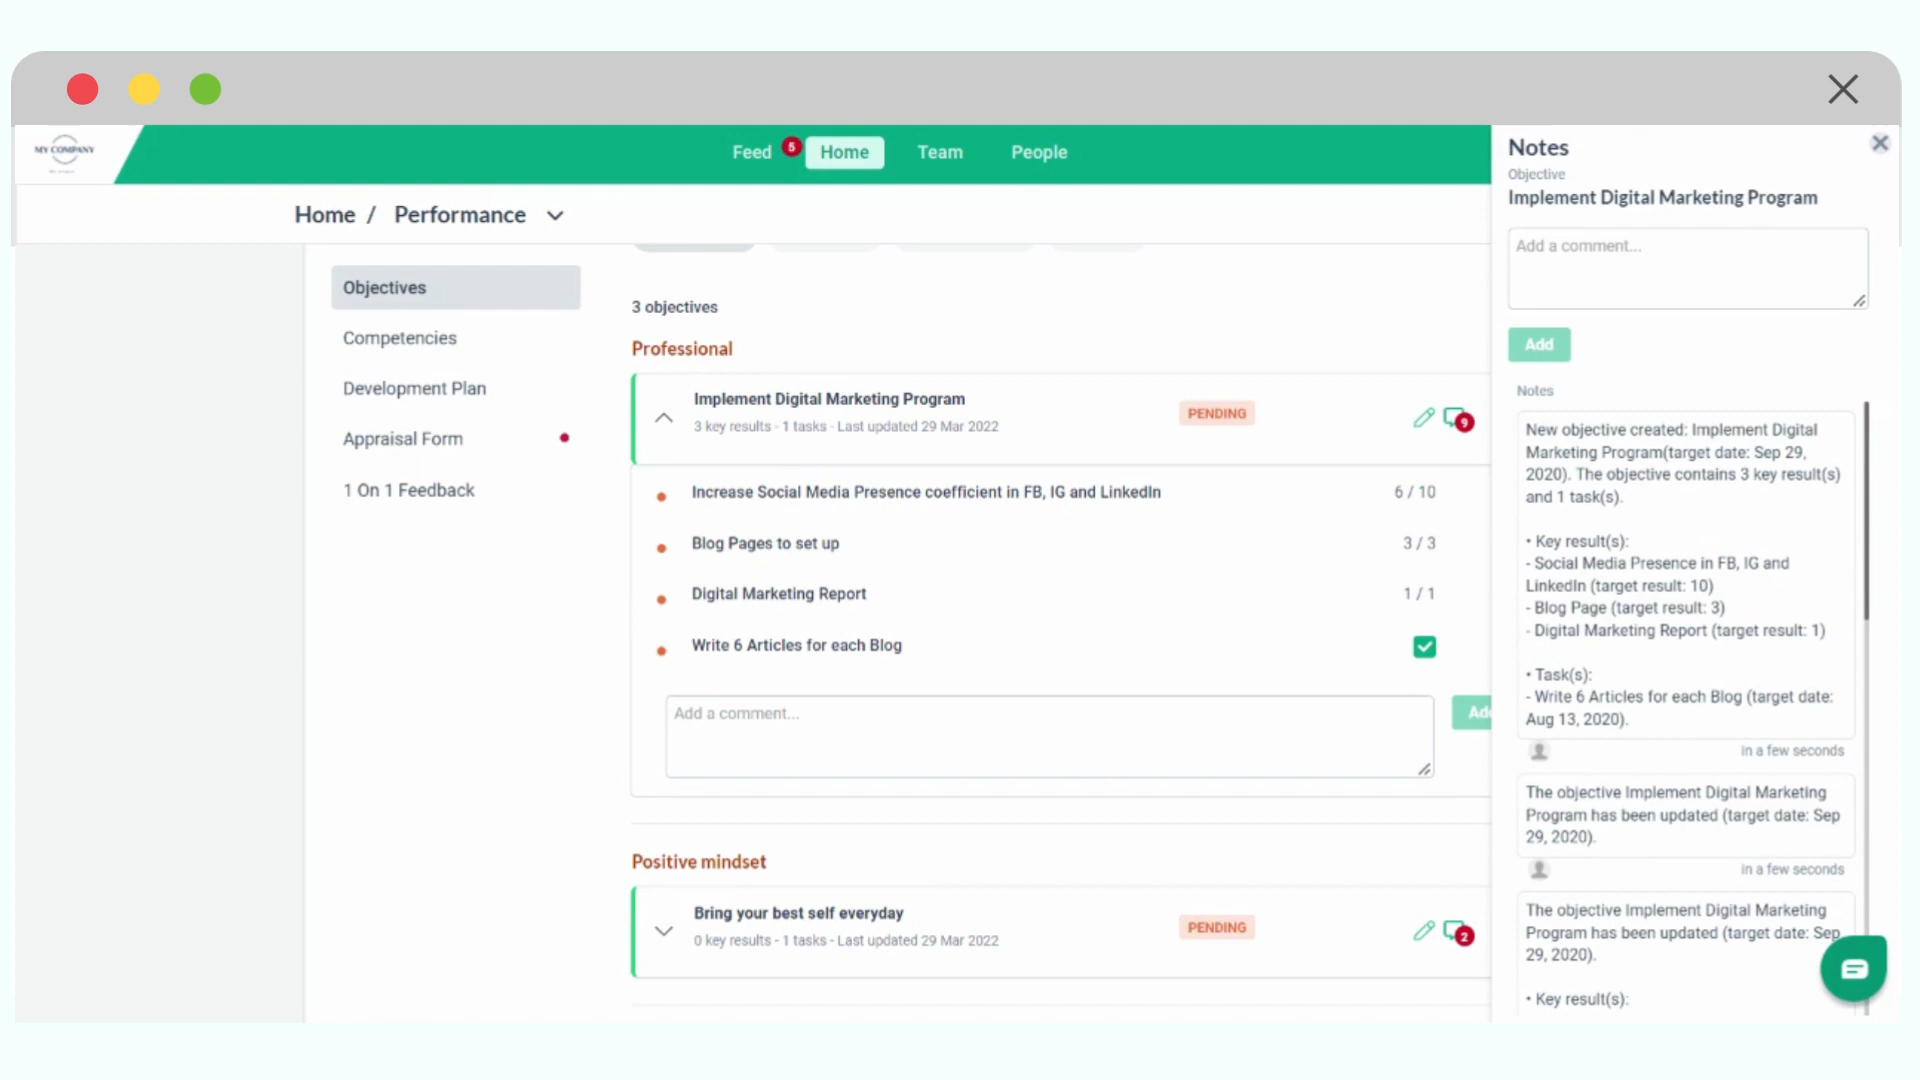 MY COMPANY
Feed
5
Home
Team
People
Home / Performance
Objectives
Competencies
Development Plan
Appraisal Form
1 On 1 Feedback
3 objectives
Professional
Implement Digital Marketing Program
3 key results - 1 tasks - Last updated 29 Mar 2022
PENDING
9
Increase Social Media Presence coefficient in FB, IG and LinkedIn
6 / 10
Blog Pages to set up
3 / 3
Digital Marketing Report
1 / 1
Write 6 Articles for each Blog
Add a comment...
Add
Positive mindset
Bring your best self everyday
0 key results - 1 tasks - Last updated 29 Mar 2022
PENDING
2
Notes
Objective
Implement Digital Marketing Program
Add a comment...
Add
Notes
New objective created: Implement Digital
Marketing Program(target date: Sep 29,
2020). The objective contains 3 key result(s)
and 1 task(s).
• Key result(s):
- Social Media Presence in FB, IG and
LinkedIn (target result: 10)
- Blog Page (target result: 3)
- Digital Marketing Report (target result: 1)
• Task(s):
- Write 6 Articles for each Blog (target date:
Aug 13, 2020).
in a few seconds
The objective Implement Digital Marketing
Program has been updated (target date: Sep
29, 2020).
in a few seconds
The objective Implement Digital Marketing
Program has been updated (target date: Sep
29, 2020).
• Key result(s):